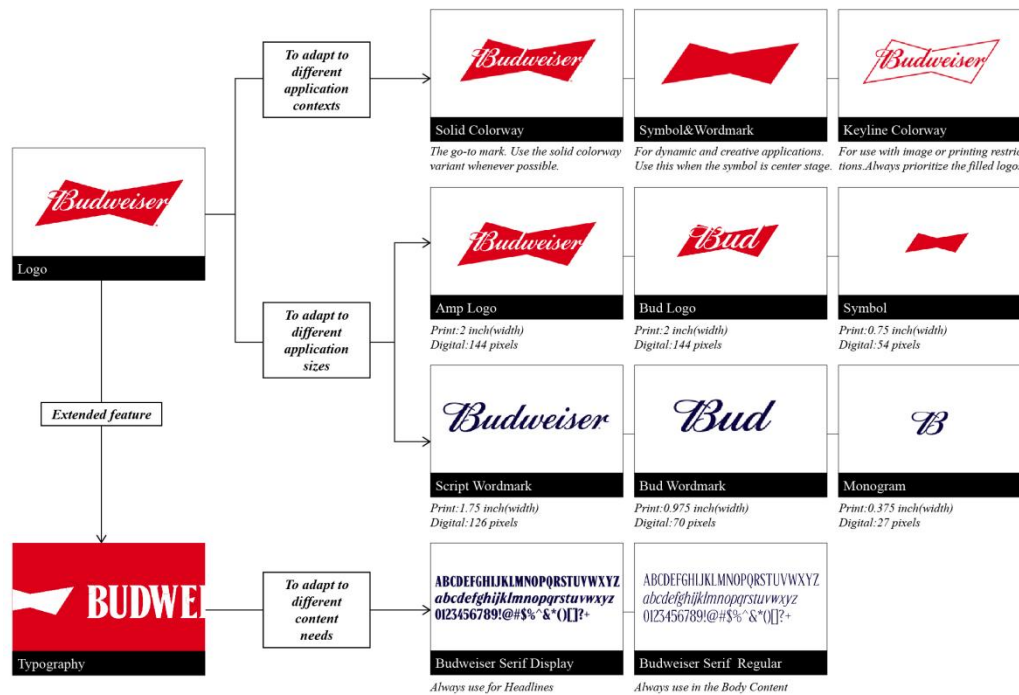 To adapt to
different
application
contexts
Budweiser
Solid Colorway
The go-to mark. Use the solid colorway
variant whenever possible.
Symbol&Wordmark
For dynamic and creative applications.
Use this when the symbol is center stage.
Budweiser
Keyline Colorway
For use with image or printing restric
tions.Always prioritize the filled logos
Budweiser
Logo
To adapt to
different
application
sizes
Budweiser
Amp Logo
Print:2 inch(width)
Digital:144 pixels
Bud
Bud Logo
Print:2 inch(width)
Digital:144 pixels
Symbol
Print:0.75 inch(width)
Digital:54 pixels
Extended feature
Budweiser
Script Wordmark
Print:1.75 inch(width)
Digital:126 pixels
Bud
Bud Wordmark
Print:0.975 inch(width)
Digital:70 pixels
B
Monogram
Print:0.375 inch(width)
Digital:27 pixels
BUDWEI
Typography
To adapt to
different
content
needs
ABCDEFGHIJKLMNOPQRSTUVWXYZ
abcdefghijklmnopqrstuvwxyz
0123456789!@#$%^&*()[]?+
Budweiser Serif Display
Always use for Headlines
ABCDEFGHIJKLMNOPQRSTUVWXYZ
abcdefghijklmnopqrstuvwxyz
0123456789!@#$%^&*()[]?+
Budweiser Serif Regular
Always use in the Body Content